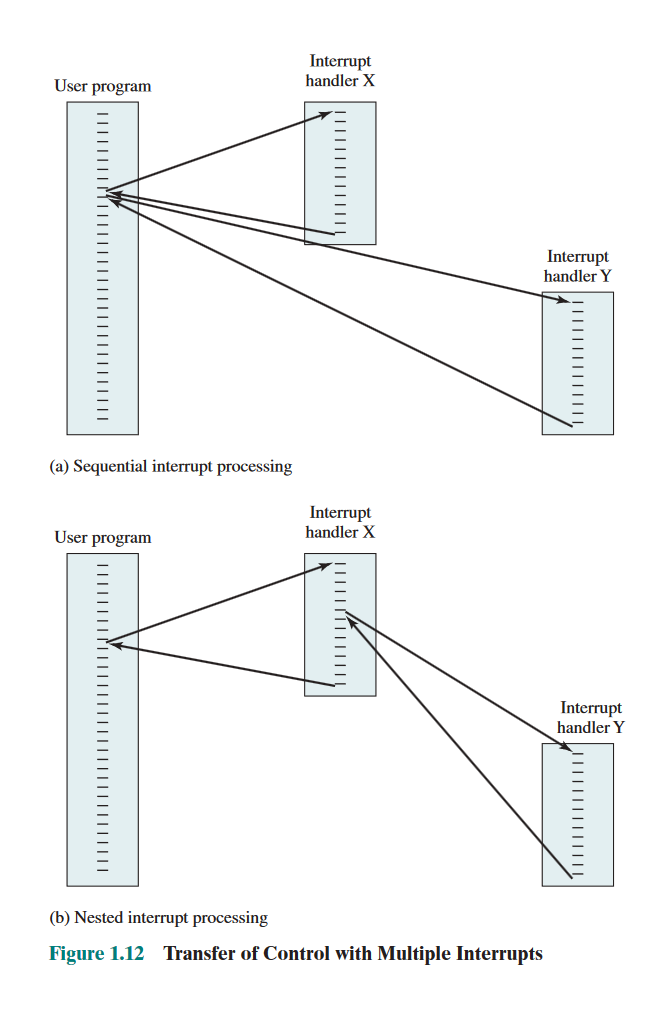 Interrupt
handler X
User program
Interrupt
handler Y
(a) Sequential interrupt processing
Interrupt
handler X
User program
Interrupt
handler Y
(b) Nested interrupt processing
Figure 1.12 Transfer of Control with Multiple Interrupts